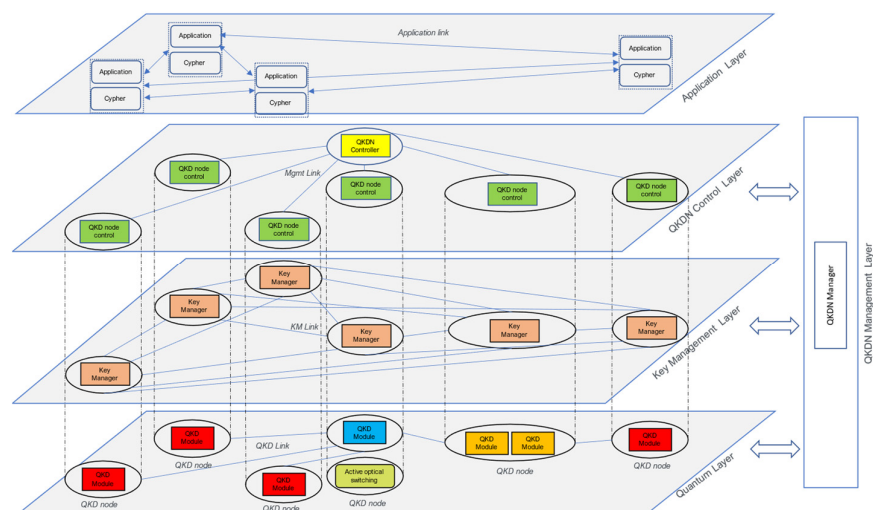 Application
Application link
Application
Cypher
Cypher
Application
Cypher
Application
Cypher
Application Layer
QKDN
Controller
QKD node
control
Mgmt Link
QKD node
control
QKD node
control
QKD node
control
QKD node
control
QKD node
control
QKDN Control Layer
Key
Manager
Key
Manager
KM Link
Key
Manager
Key
Manager
Key
Manager
Key
Manager
Key Management Layer
QKD
Module
QKD Link
QKD
Module
QKD
Module
QKD
Module
QKD
Module
QKD node
QKD node
QKD node
QKD
Module
QKD
Module
Active optical
switching
QKD node
QKD node
QKD node
Quantum Layer
QKDN Manager
QKDN Management Layer